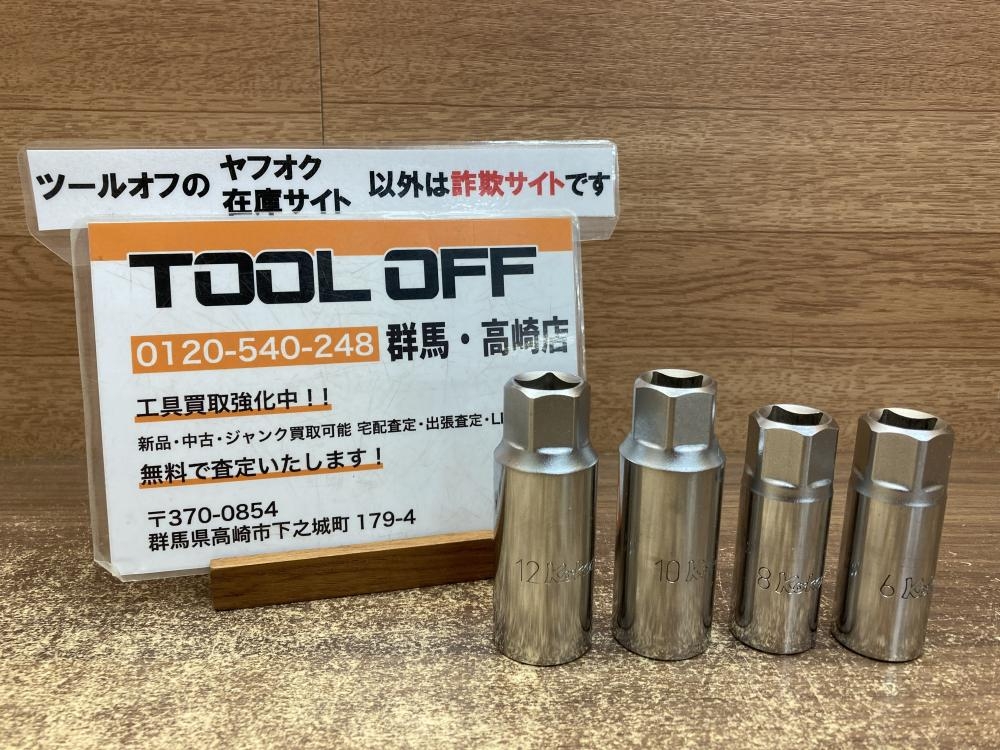 ツールオフの ヤフオク 在庫サイト 以外は詐欺サイトです
TOOL OFF
0120-540-248 群馬・高崎店
工具買取強化中！！
新品・中古・ジャンク買取可能 宅配査定・出張査定・LI
無料で査定いたします！
〒370-0854
群馬県高崎市下之城町 179-4
12
10
8
6